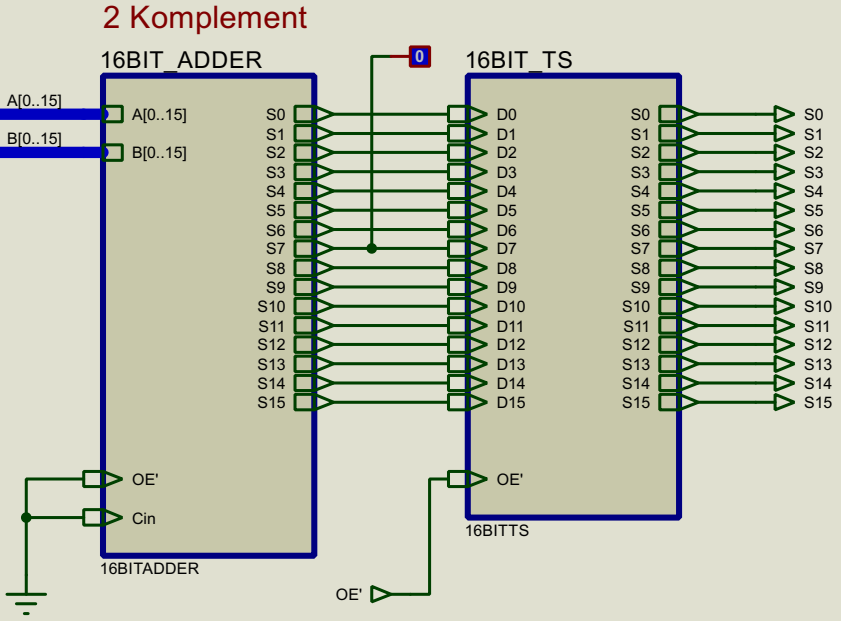 2 Komplement
16BIT_ADDER
0
16BIT_TS
A[0..15]
B[0..15]
A[0..15]
B[0..15]
S0
S1
S2
S3
S4
S5
S6
S7
S8
S9
S10
S11
S12
S13
S14
S15
OE'
Cin
16BITADDER
D0
D1
D2
D3
D4
D5
D6
D7
D8
D9
D10
D11
D12
D13
D14
D15
OE'
S0
S1
S2
S3
S4
S5
S6
S7
S8
S9
S10
S11
S12
S13
S14
S15
16BITTS
OE'
S0
S1
S2
S3
S4
S5
S6
S7
S8
S9
S10
S11
S12
S13
S14
S15